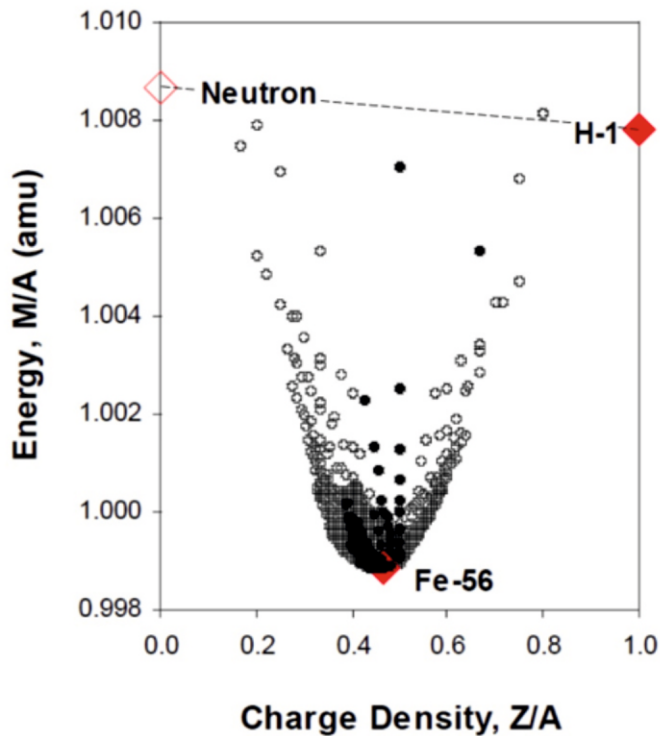 Energy, M/A (amu)
1.010
1.008
1.006
1.004
1.002
1.000
0.998
Neutron
H-1
Fe-56
0.0 0.2 0.4 0.6 0.8 1.0
Charge Density, Z/A